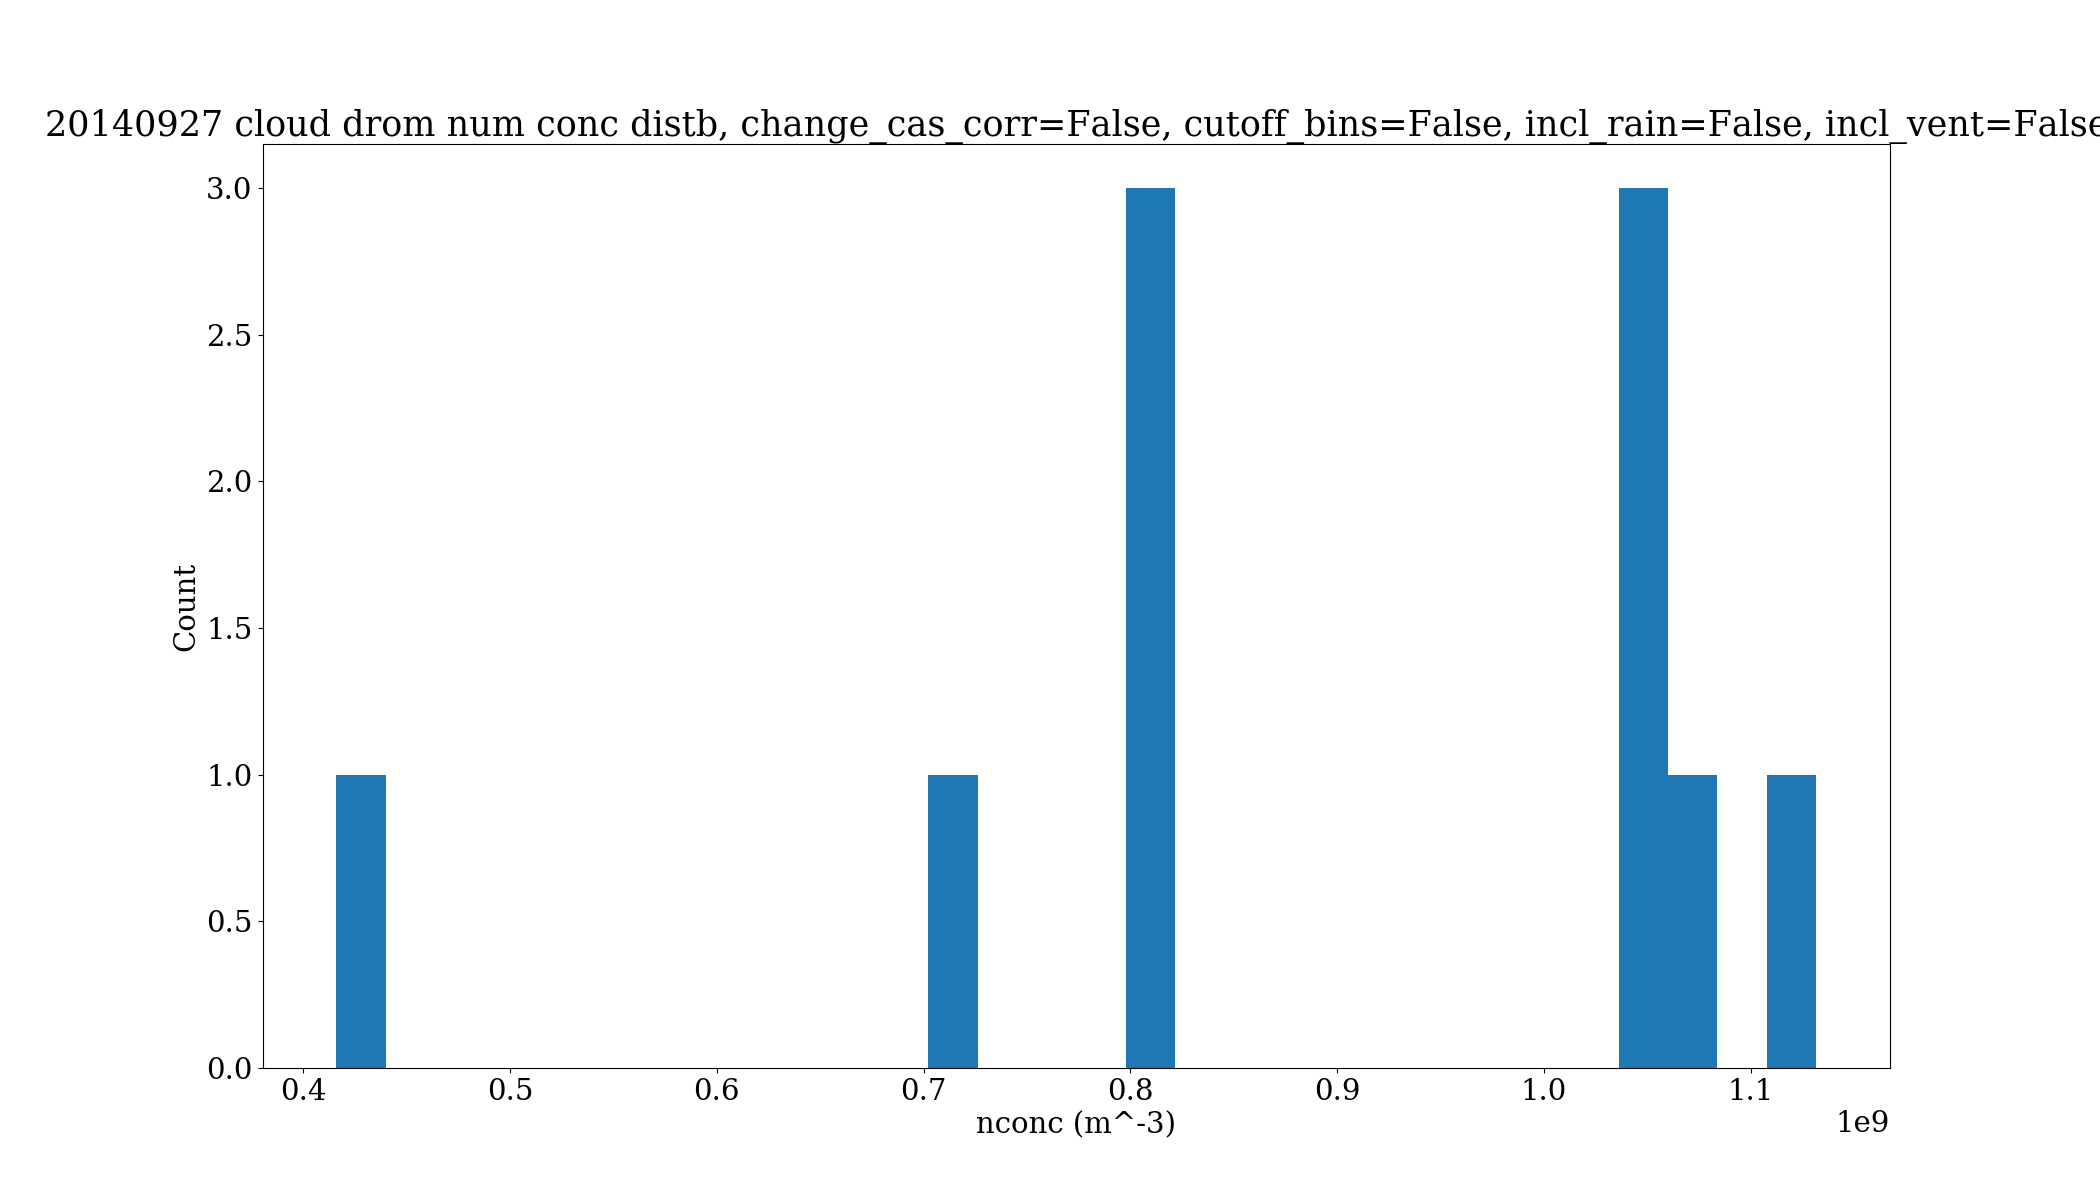 20140927 cloud drom num conc distb, change_cas_corr=False, cutoff_bins=False, incl_rain=False, incl_vent=False
3.0
2.5
2.0
1.5
1.0
0.5
0.0
Count
0.4 0.5 0.6 0.7 0.8 0.9 1.0 1.1
nconc (m^-3)
1e9